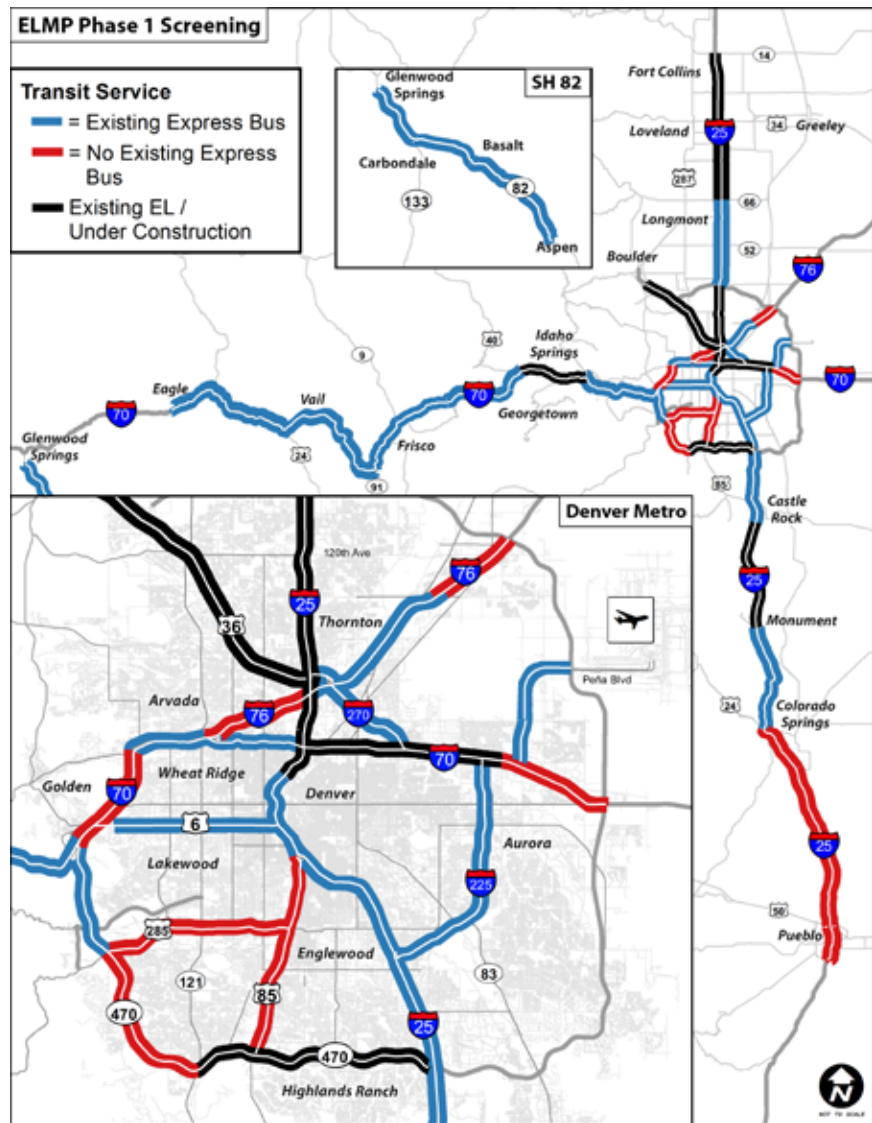 ELMP Phase 1 Screening
Transit Service
= Existing Express Bus
= No Existing Express
Bus
Existing EL /
Under Construction
Glenwood
Springs
SH 82
Basalt
Carbondale
82
133
Aspen
14
Fort Collins
Loveland
25
34
Greeley
287
66
Longmont
52
Boulder
76
Idaho
Springs
40
9
Eagle
Vail
70
Georgetown
70
70
Glenwood
Springs
Frisco
24
91
85
Castle
Rock
25
Monument
24
Colorado
Springs
25
50
Pueblo
Denver Metro
120th Ave
76
25
36
Thornton
Peña Blvd
Arvada
76
270
70
Wheat Ridge
Golden
70
Denver
6
Aurora
Lakewood
225
285
Englewood
121
85
83
470
25
470
Highlands Ranch
N
NOT TO SCALE